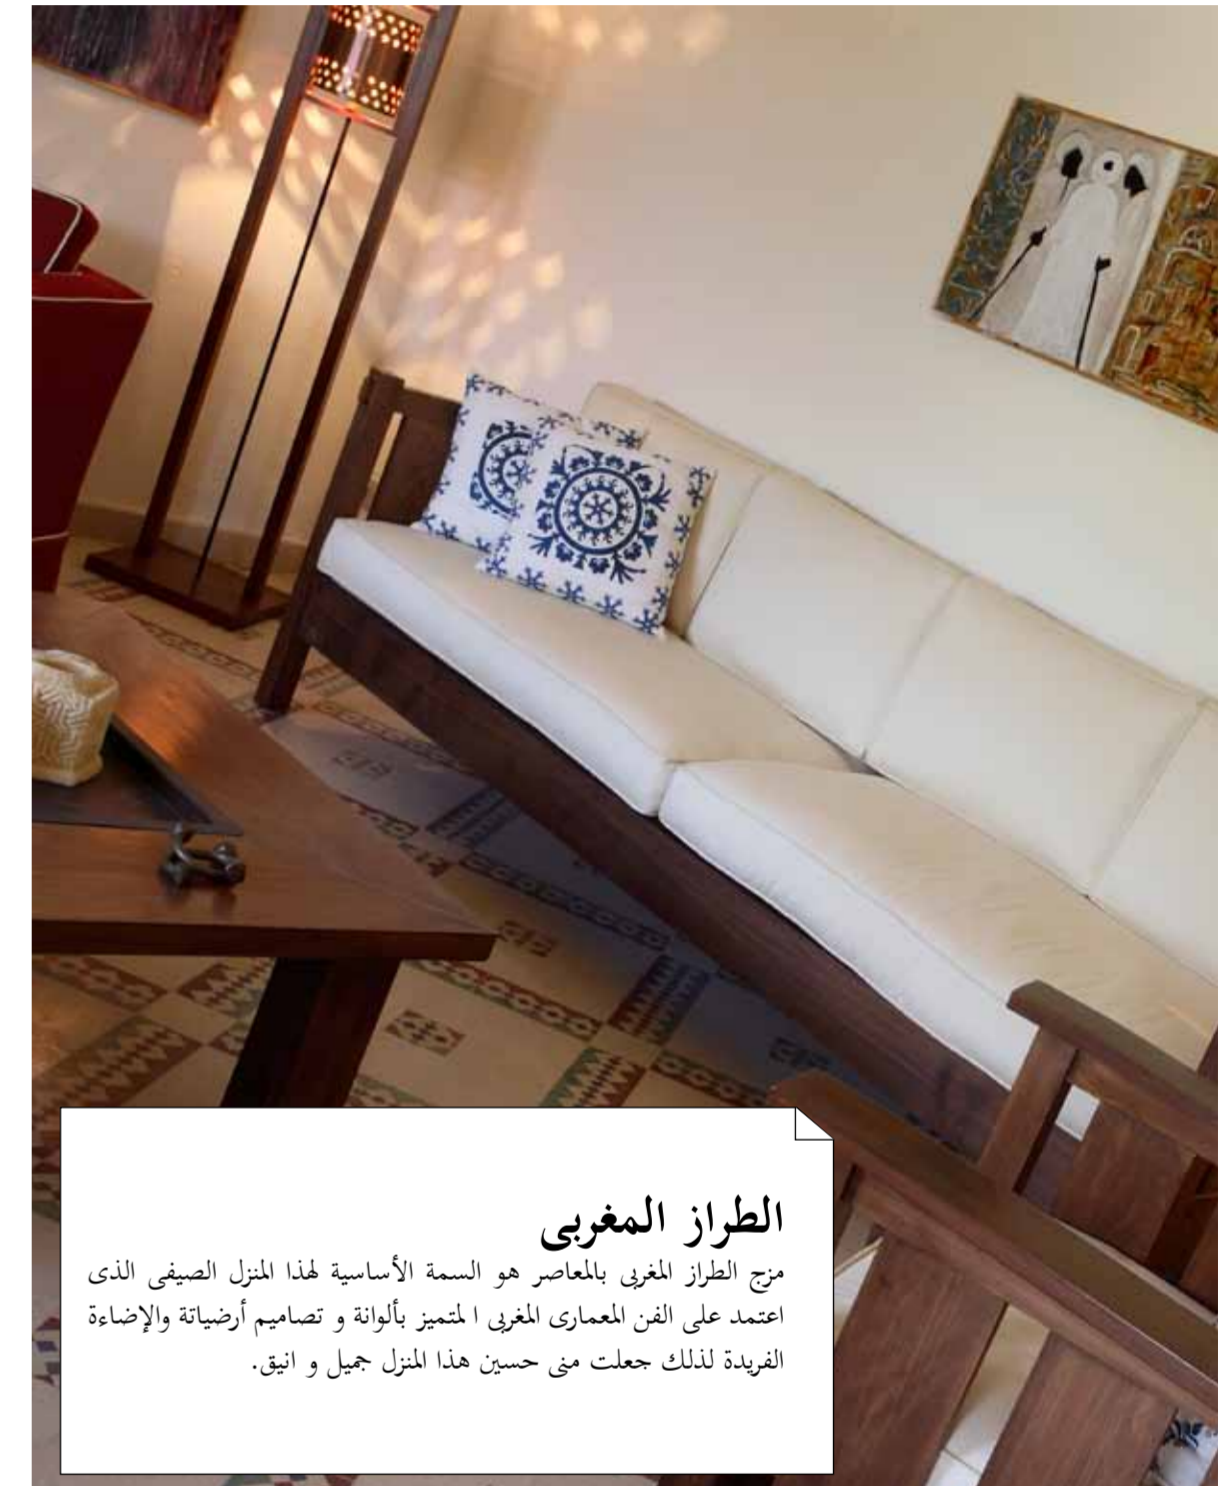 الطراز المغربى
مزج الطراز المغربى بالمعاصر هو السمة الأساسية لهذا المنزل الصيفى الذى
اعتمد على الفن المعمارى المغربى ا لمتميز بألوانة و تصاميم أرضياتة والإضاءة
الفريدة لذلك جعلت منى حسين هذا المنزل جميل و انيق.